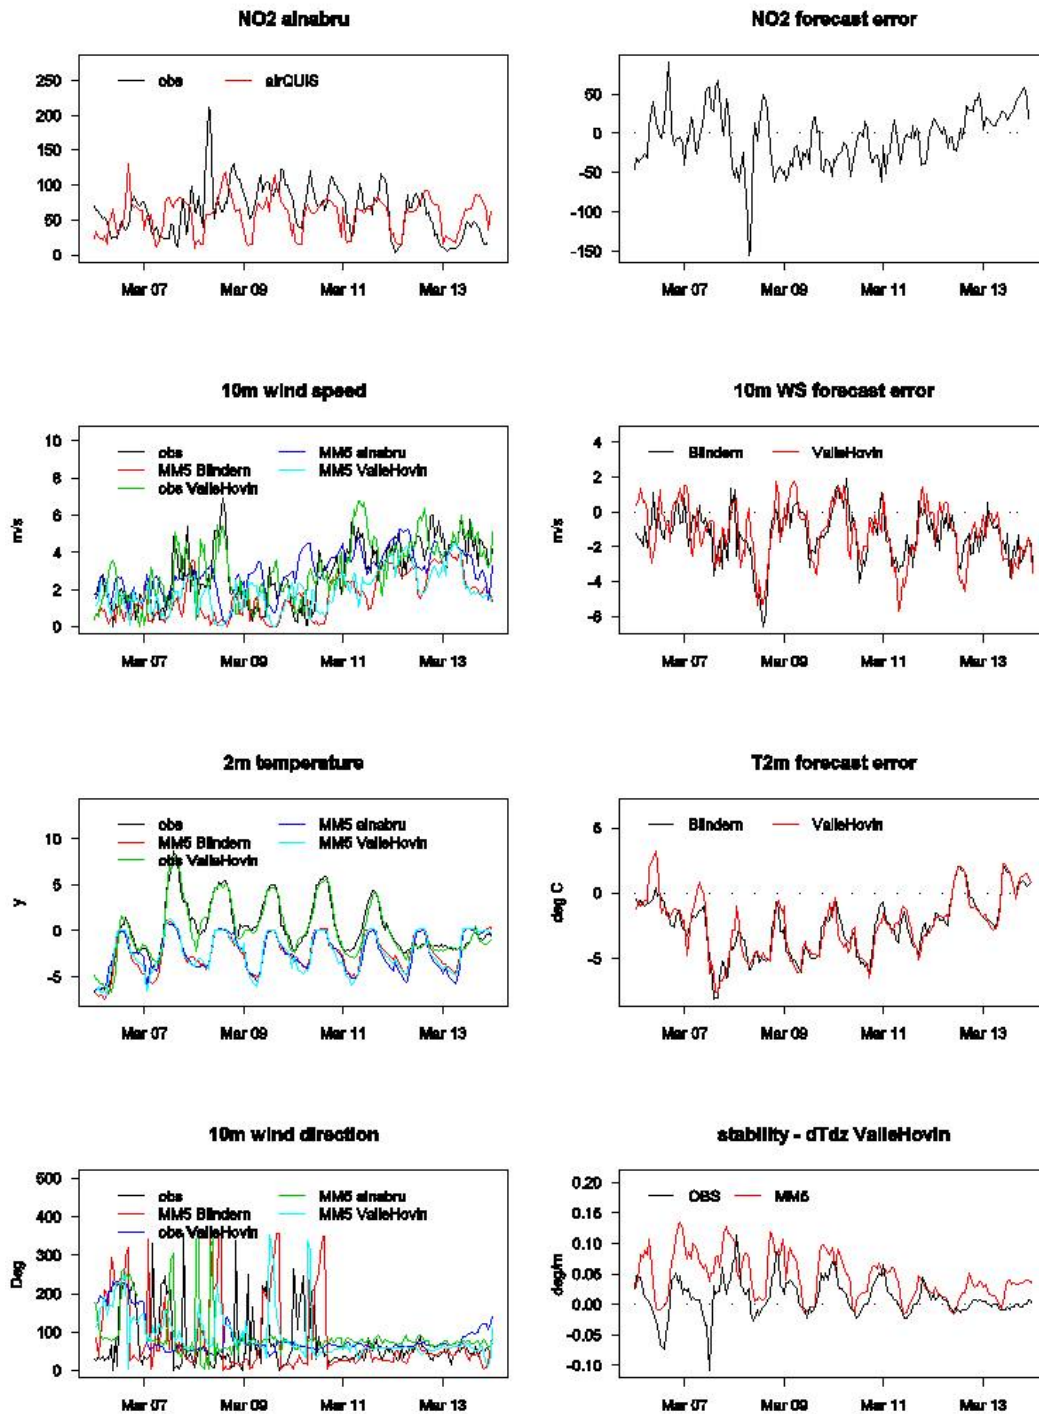 NO2 alnabru
250
200
150
100
50
0
obs
airQUIS
Mar 07
Mar 09
Mar 11
Mar 13
NO2 forecast error
50
0
-50
-100
-150
Mar 07
Mar 09
Mar 11
Mar 13
10m wind speed
m/s
10
8
6
4
2
0
obs
MM5 Blindern
obs ValleHovin
MM5 alnabru
MM5 ValleHovin
Mar 07
Mar 09
Mar 11
Mar 13
10m WS forecast error
m/s
4
2
0
-2
-4
-6
Blindern
ValleHovin
Mar 07
Mar 09
Mar 11
Mar 13
2m temperature
y
10
5
0
-5
obs
MM5 Blindern
obs ValleHovin
MM5 alnabru
MM5 ValleHovin
Mar 07
Mar 09
Mar 11
Mar 13
T2m forecast error
deg C
5
0
-5
Blindern
ValleHovin
Mar 07
Mar 09
Mar 11
Mar 13
10m wind direction
Deg
500
400
300
200
100
0
obs
MM5 Blindern
obs ValleHovin
MM5 alnabru
MM5 ValleHovin
Mar 07
Mar 09
Mar 11
Mar 13
stability - dTdz ValleHovin
deg/m
0.20
0.15
0.10
0.05
0.00
-0.05
-0.10
OBS
MM5
Mar 07
Mar 09
Mar 11
Mar 13